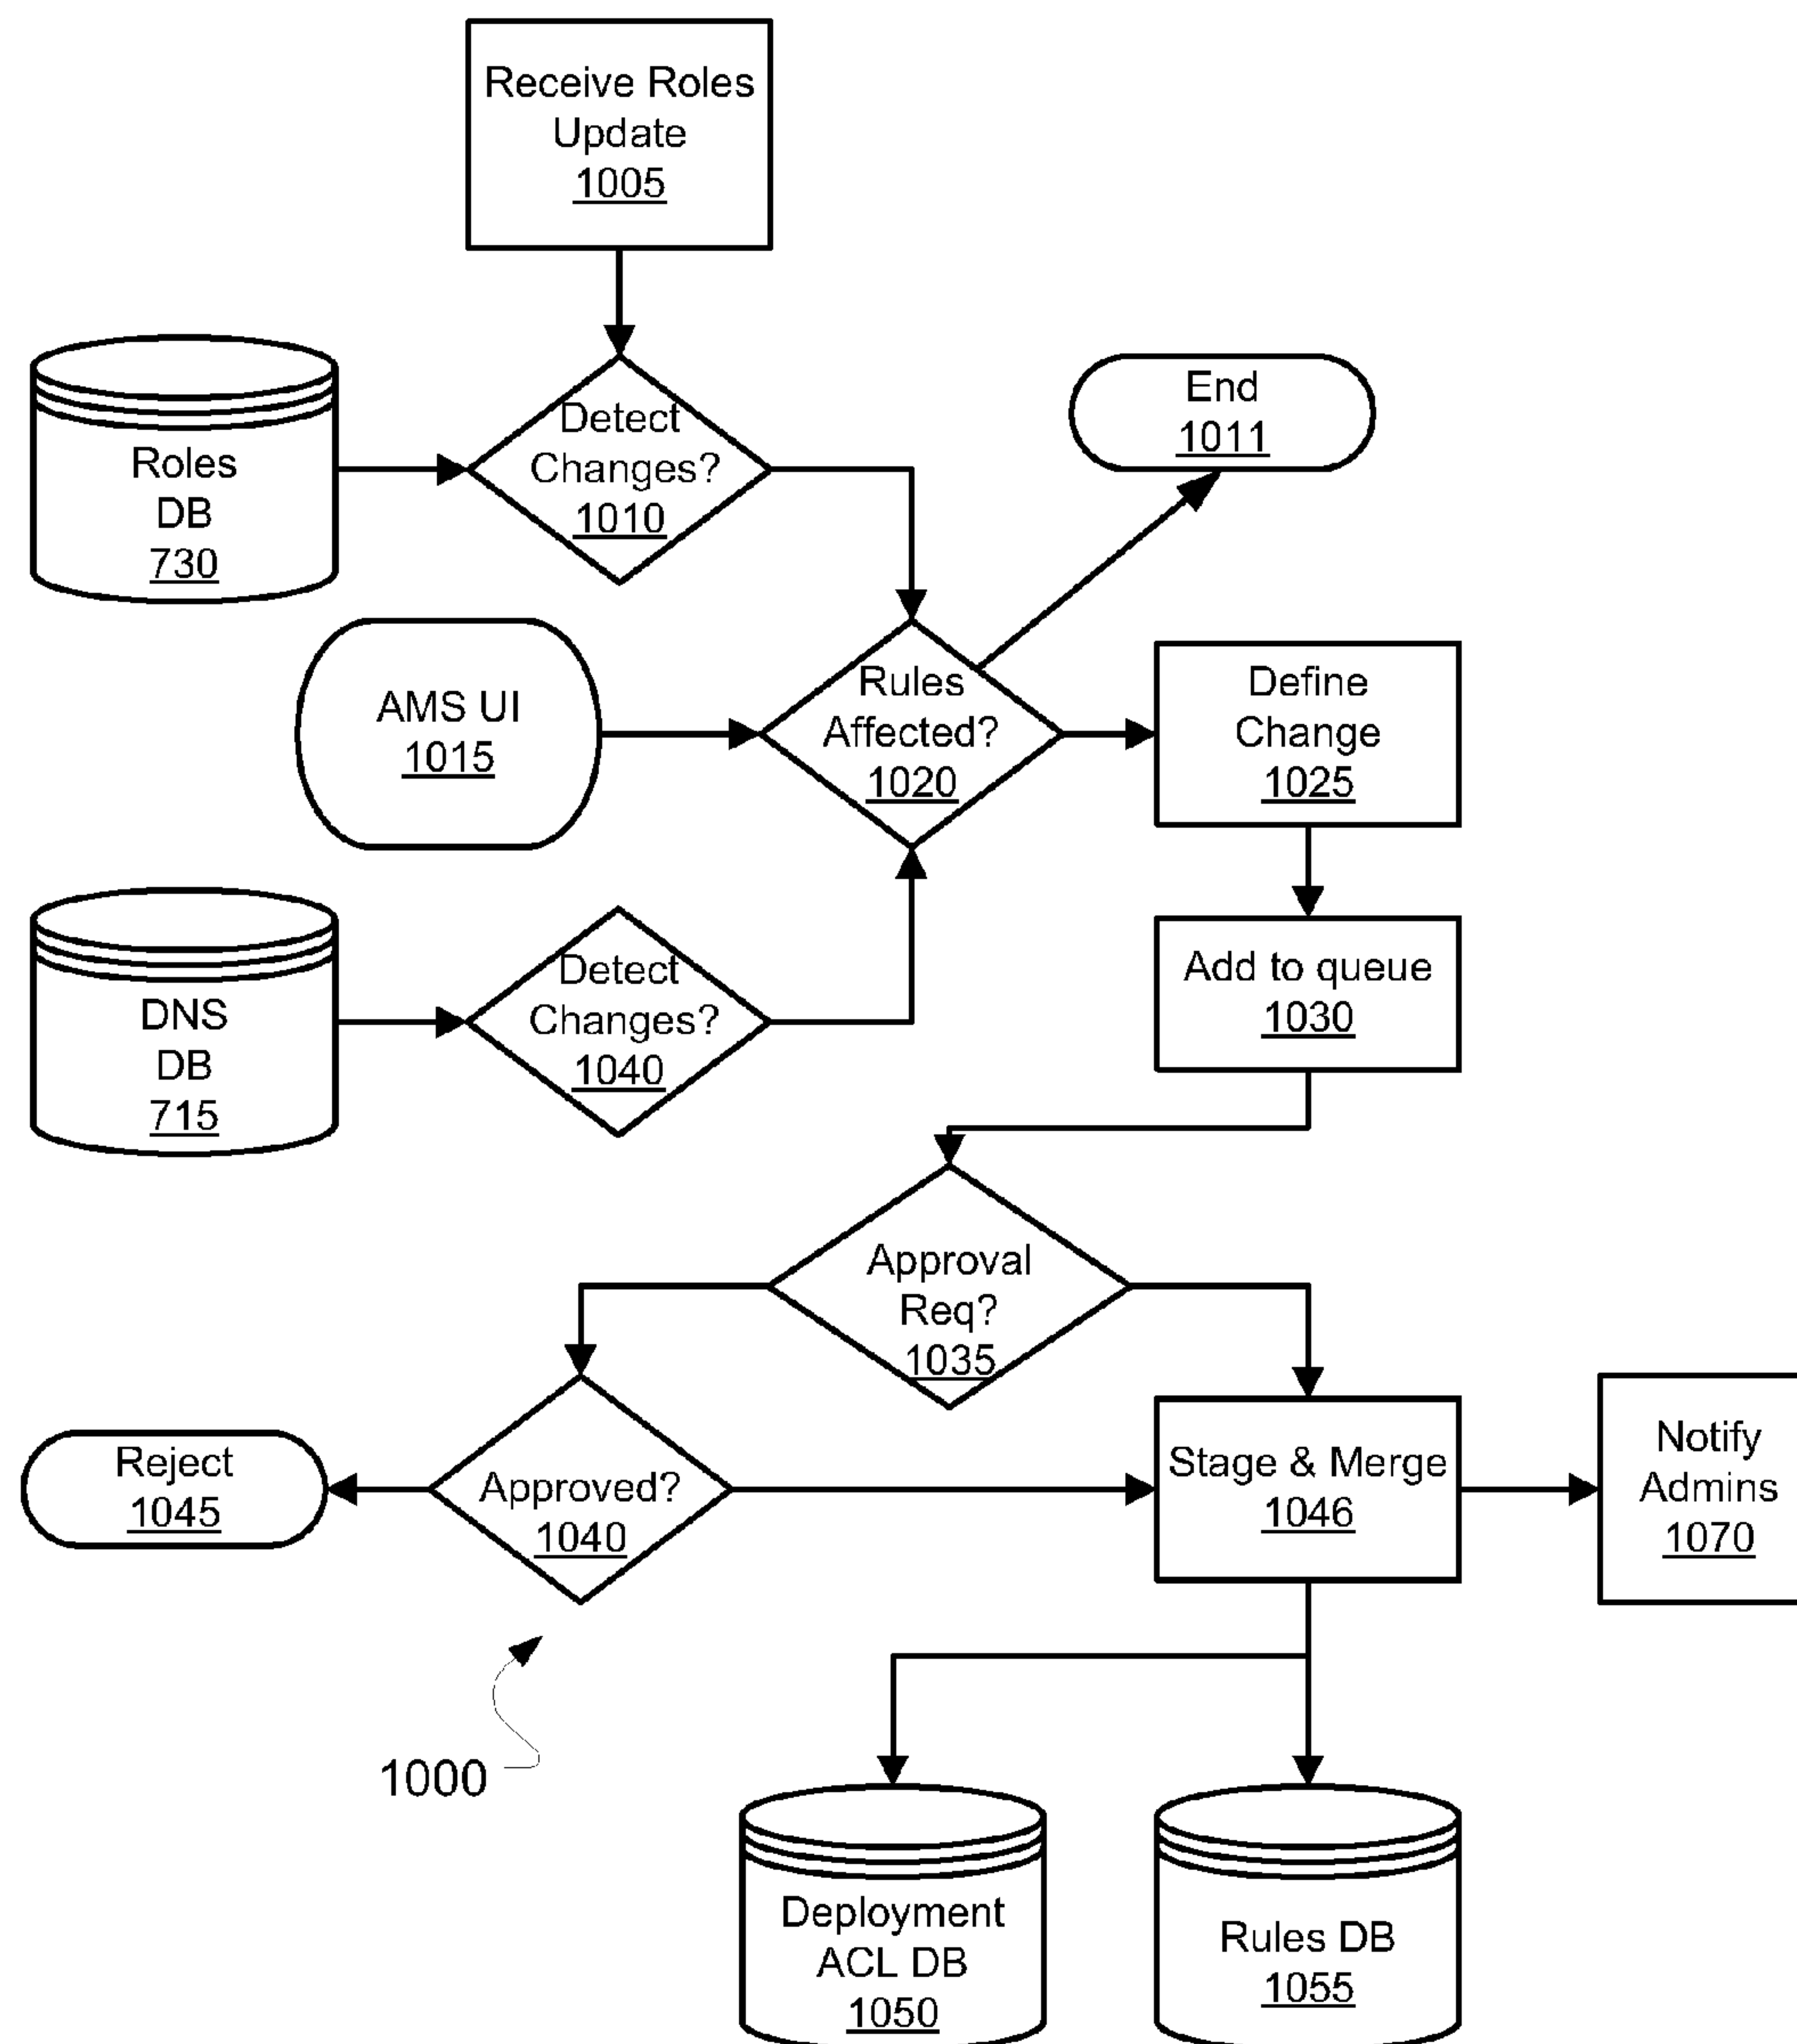 Receive Roles
Update
1005
Roles
DB
730
Detect
Changes?
1010
End
1011
AMS UI
1015
Rules
Affected?
1020
Define
Change
1025
DNS
DB
715
Detect
Changes?
1040
Add to queue
1030
Approval
Req?
1035
Reject
1045
Approved?
1040
Stage & Merge
1046
Notify
Admins
1070
1000
Deployment
ACL DB
1050
Rules DB
1055